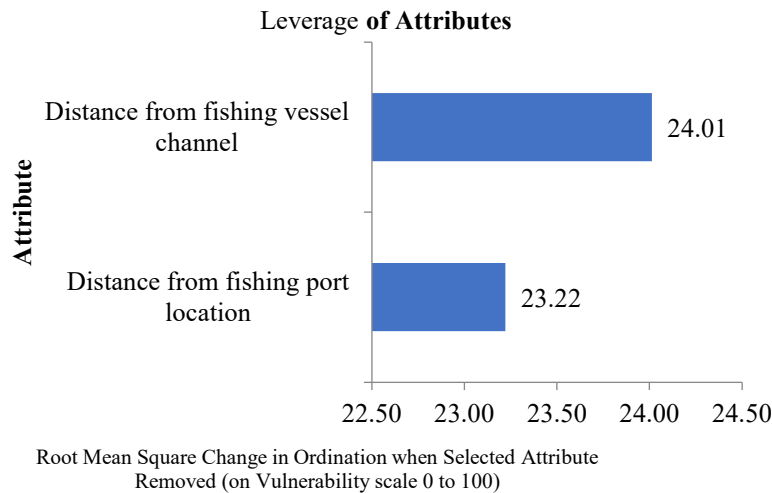 Leverage of Attributes
Distance from fishing vessel
channel
24.01
Attribute
Distance from fishing port
location
23.22
22.50 23.00 23.50 24.00 24.50
Root Mean Square Change in Ordination when Selected Attribute
Removed (on Vulnerability scale 0 to 100)